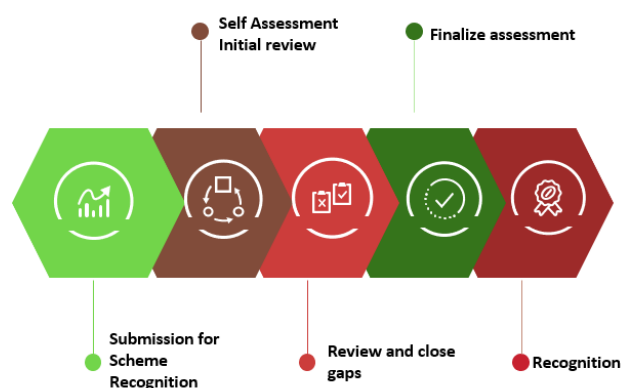 Self Assessment
Initial review
Finalize assessment
Submission for
Scheme
Recognition
Review and close
gaps
Recognition